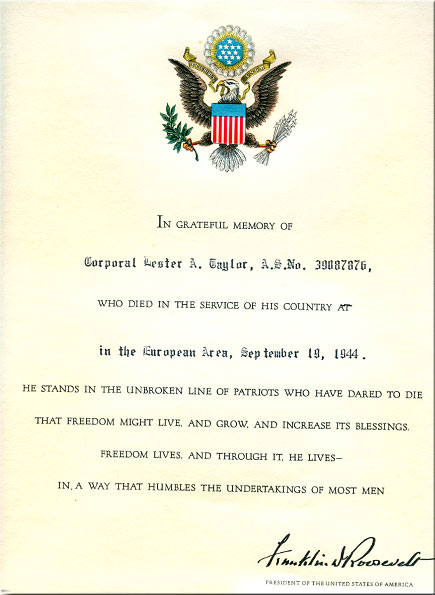 IN GRATEFUL MEMORY OF
Corporal Lester A. Taylor, A.S.No. 39087876,
WHO DIED IN THE SERVICE OF HIS COUNTRY AT
in the European Area, September 19, 1944.
HE STANDS IN THE UNBROKEN LINE OF PATRIOTS WHO HAVE DARED TO DIE
THAT FREEDOM MIGHT LIVE, AND GROW, AND INCREASE ITS BLESSINGS.
FREEDOM LIVES, AND THROUGH IT, HE LIVES—
IN A WAY THAT HUMBLES THE UNDERTAKINGS OF MOST MEN
Franklin D Roosevelt
PRESIDENT OF THE UNITED STATES OF AMERICA